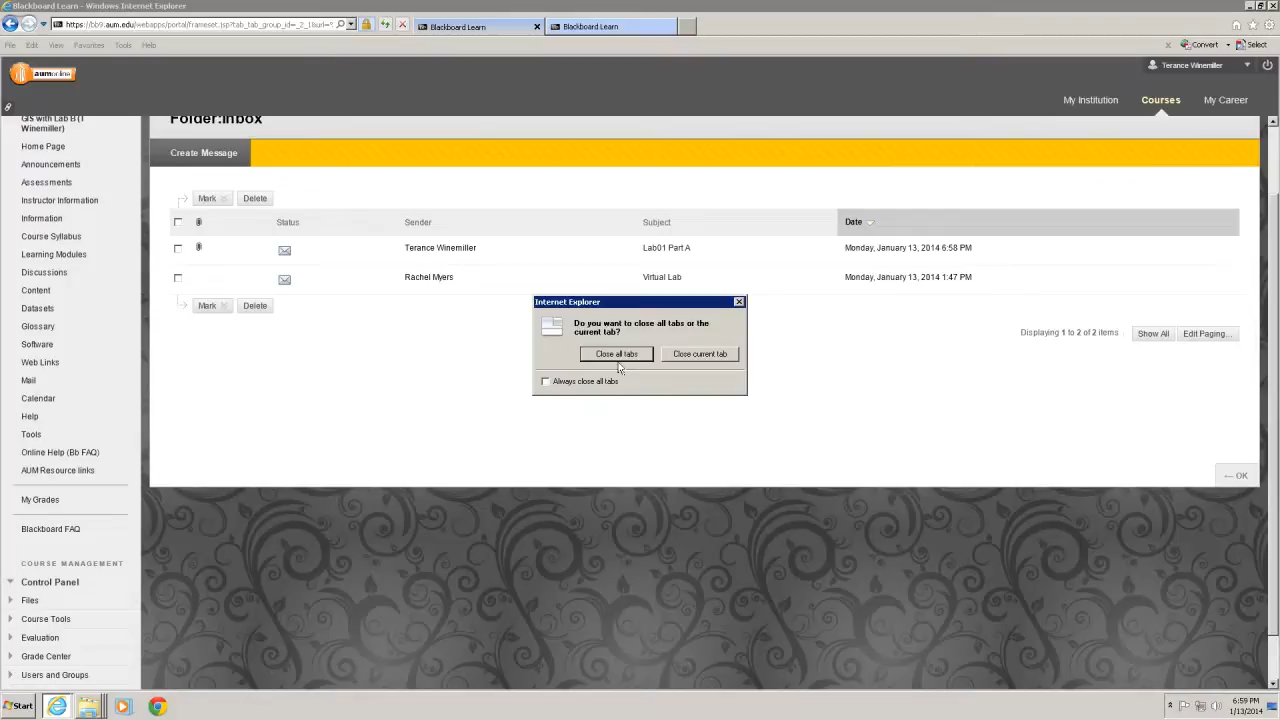 Blackboard Learn - Windows Internet Explorer
https://bb9.aum.edu/webapps/portal/frameset.jsp?tab_tab_group_id=_2_1&url=
Blackboard Learn
Blackboard Learn
File Edit View Favorites Tools Help
Convert
Select
aumonline
Terance Winemiller
My Institution
Courses
My Career
GIS with Lab B (T
Winemiller)
Home Page
Announcements
Assessments
Instructor Information
Information
Course Syllabus
Learning Modules
Discussions
Content
Datasets
Glossary
Software
Web Links
Mail
Calendar
Help
Tools
Online Help (Bb FAQ)
AUM Resource links
My Grades
Blackboard FAQ
COURSE MANAGEMENT
Control Panel
Files
Course Tools
Evaluation
Grade Center
Users and Groups
Folder:Inbox
Create Message
Mark
Delete
Status Sender Subject Date
Terance Winemiller Lab01 Part A Monday, January 13, 2014 6:58 PM
Rachel Myers Virtual Lab Monday, January 13, 2014 1:47 PM
Mark
Delete
Displaying 1 to 2 of 2 items
Show All
Edit Paging...
Internet Explorer
Do you want to close all tabs or the
current tab?
Close all tabs
Close current tab
Always close all tabs
OK
Start
6:59 PM
1/13/2014